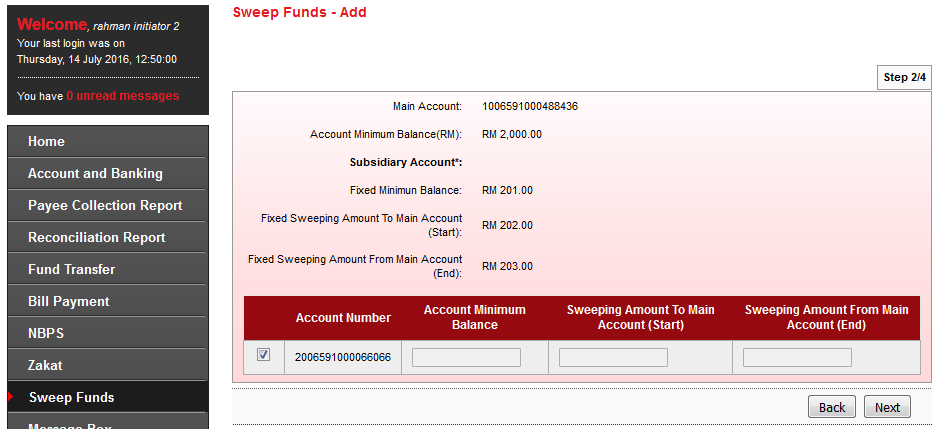 Sweep Funds - Add
Welcome, rahman initiator 2
Your last login was on
Thursday, 14 July 2016, 12:50:00
You have 0 unread messages
Home
Account and Banking
Payee Collection Report
Reconciliation Report
Fund Transfer
Bill Payment
NBPS
Zakat
Sweep Funds
Message Box
Step 2/4
Main Account: 1006591000488436
Account Minimum Balance(RM): RM 2,000.00
Subsidiary Account*:
Fixed Minimun Balance: RM 201.00
Fixed Sweeping Amount To Main Account
(Start): RM 202.00
Fixed Sweeping Amount From Main Account
(End): RM 203.00
Account Number
Account Minimum
Balance
Sweeping Amount To Main
Account (Start)
Sweeping Amount From Main
Account (End)
2006591000066066
Back Next